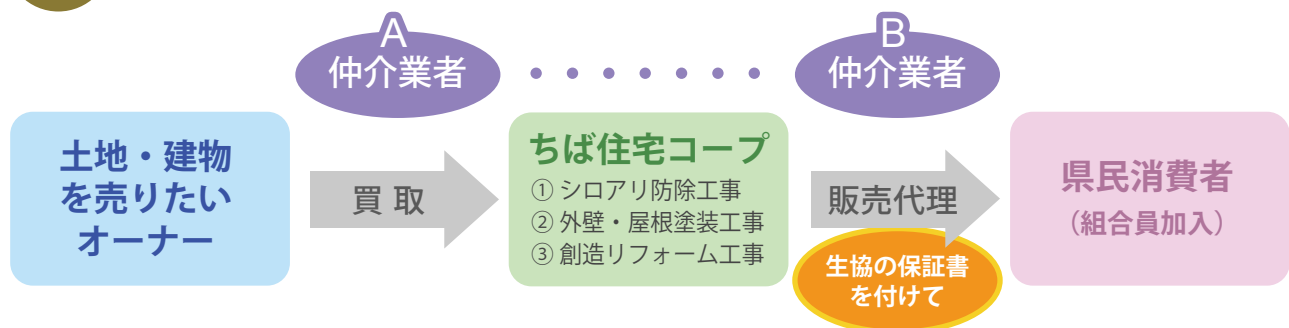 A
仲介業者
B
仲介業者
土地・建物
を売りたい
オーナー
買 取
ちば住宅コープ
① シロアリ防除工事
② 外壁・屋根塗装工事
③ 創造リフォーム工事
販売代理
生協の保証書
を付けて
県民消費者
（組合員加入）